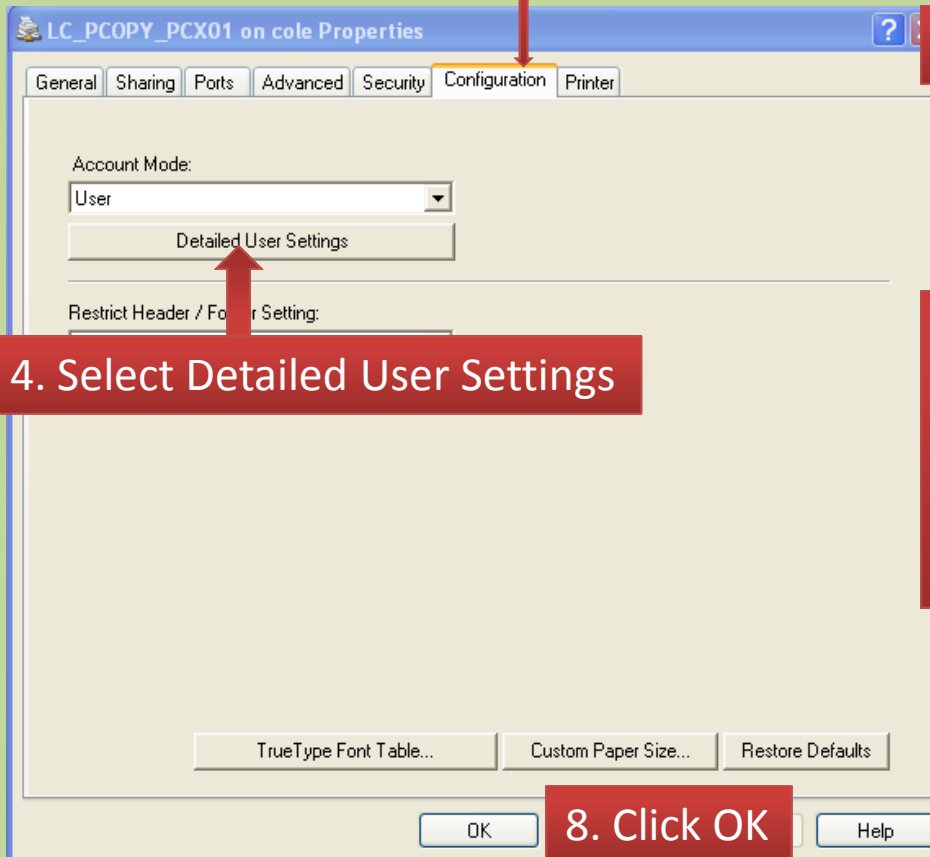 LC_PCOPY_PCX01 on cole Properties
General Sharing Ports Advanced Security Configuration Printer
Account Mode:
User
Detailed User Settings
Restrict Header / Setting:
4. Select Detailed User Settings
TrueType Font Table... Custom Paper Size... Restore Defaults
OK 8. Click OK Help